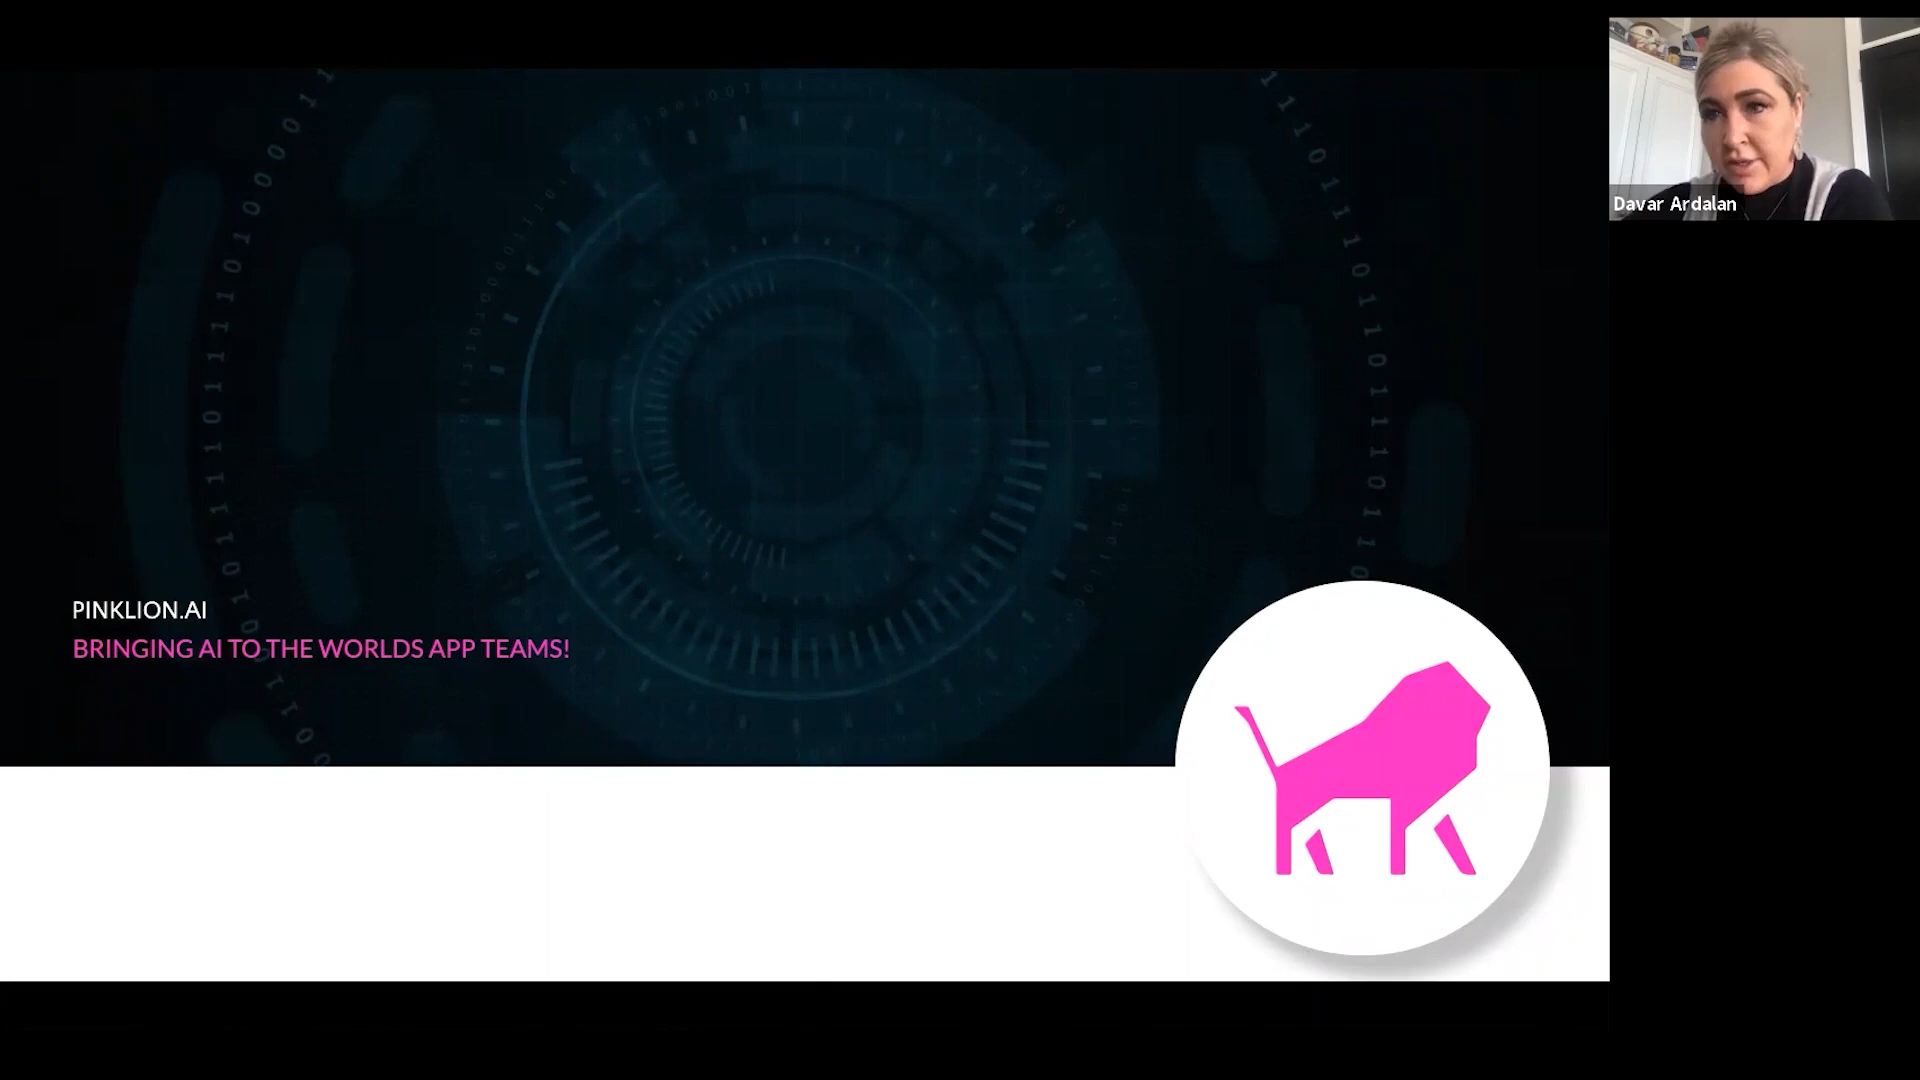 PINKLION.AI
BRINGING AI TO THE WORLDS APP TEAMS!
Davar Ardalan